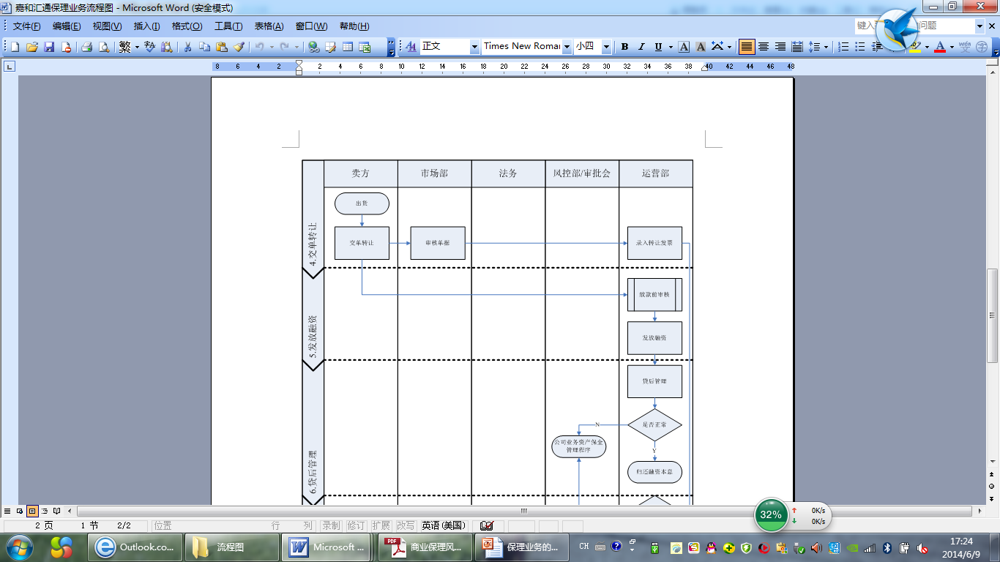 嘉和汇通保理业务流程图 - Microsoft Word (安全模式)
文件(F) 编辑(E) 视图(V) 插入(I) 格式(O) 工具(T) 表格(A) 窗口(W) 帮助(H) 键入 问题
繁 正文 Times New Roman 小四 B I U A A A wén 字
8 6 4 2 2 4 6 8 10 12 14 16 18 20 22 24 26 28 30 32 34 36 38 40 42 44 46 48
卖方 市场部 法务 风控部/审批会 运营部
4.交单转让
出货
交单转让 审核单据 录入转让发票
5.发放融资
放款前审核
发放融资
6.贷后管理
贷后管理
是否正常
N
公司业务资产保全
管理程序
Y
归还融资本息
32% 0K/s
0K/s
2 页 1 节 2/2 位置 行 列 录制 修订 扩展 改写 英语(美国)
Outlook.co... 流程图 Microsoft ... 商业保理风... 保理业务的... CH
17:24
2014/6/9